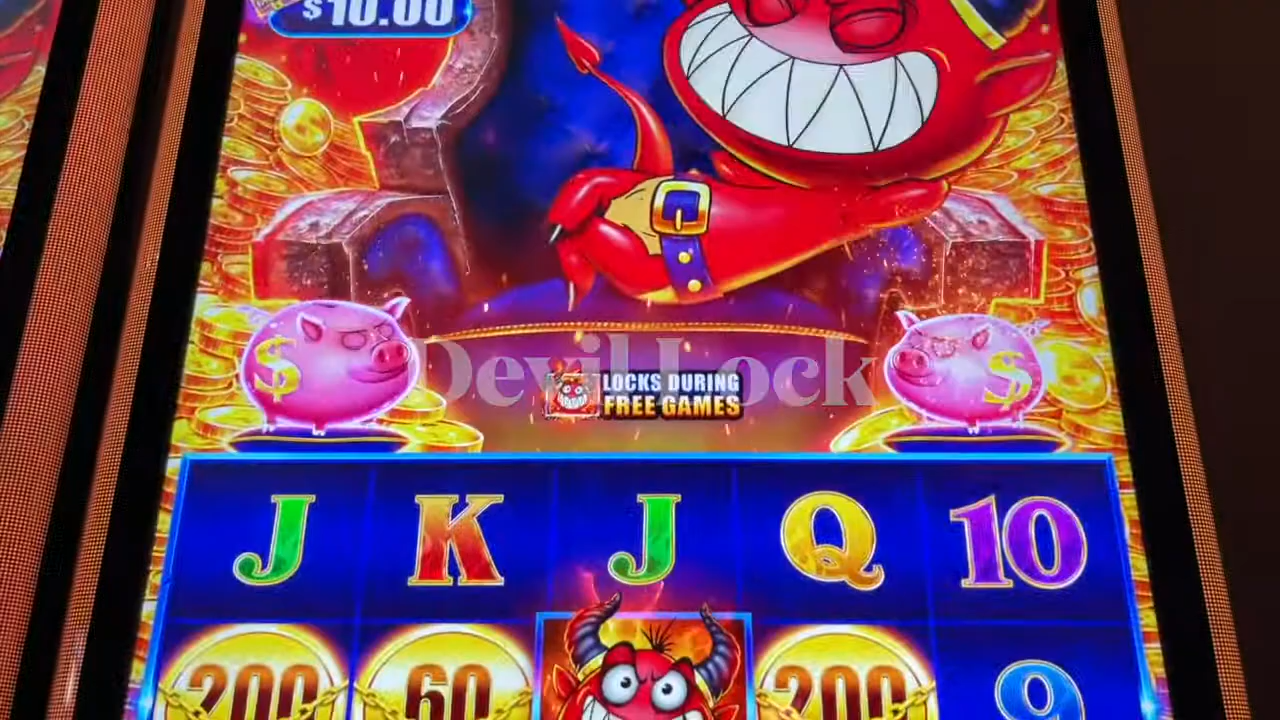 $10.00
Devil Lock
LOCKS DURING
FREE GAMES
$
$
J K J Q 10
200 60 200 9